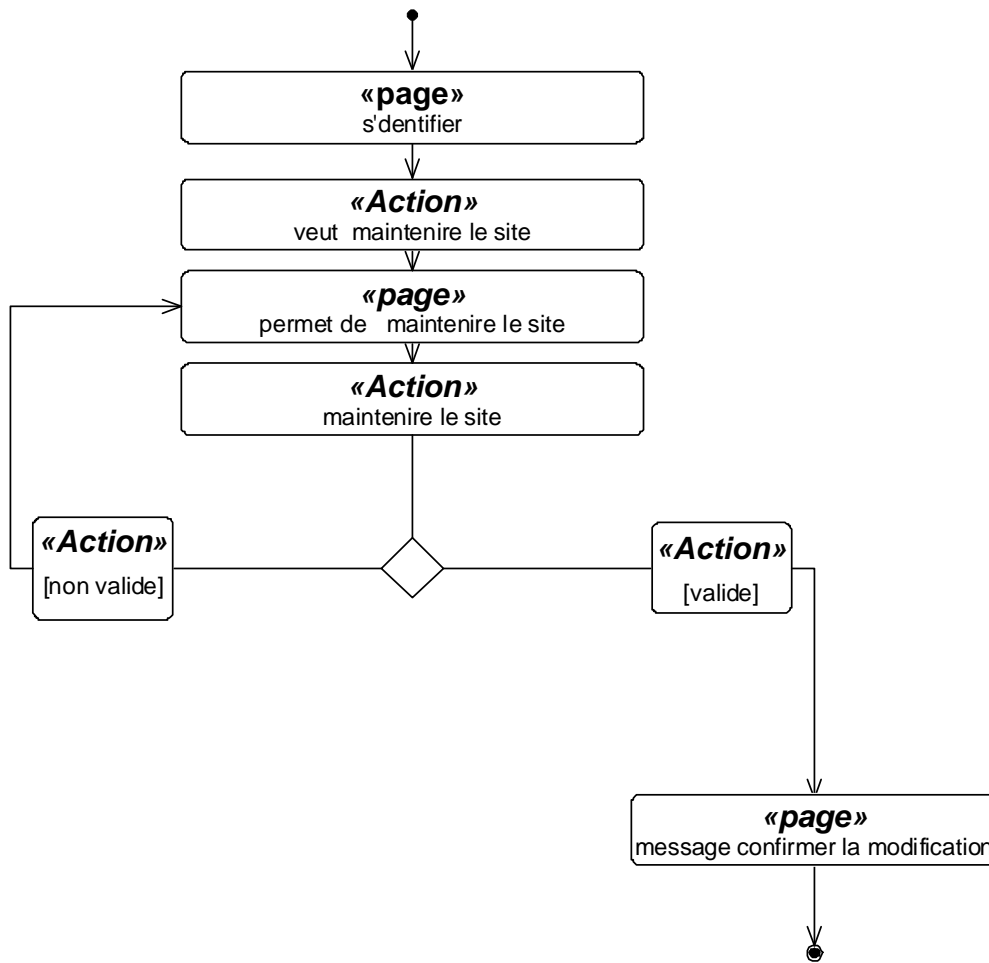 «page»
s'dentifier
«Action»
veut maintenire le site
«page»
permet de maintenire le site
«Action»
maintenire le site
«Action»
[non valide]
«Action»
[valide]
«page»
message confirmer la modification